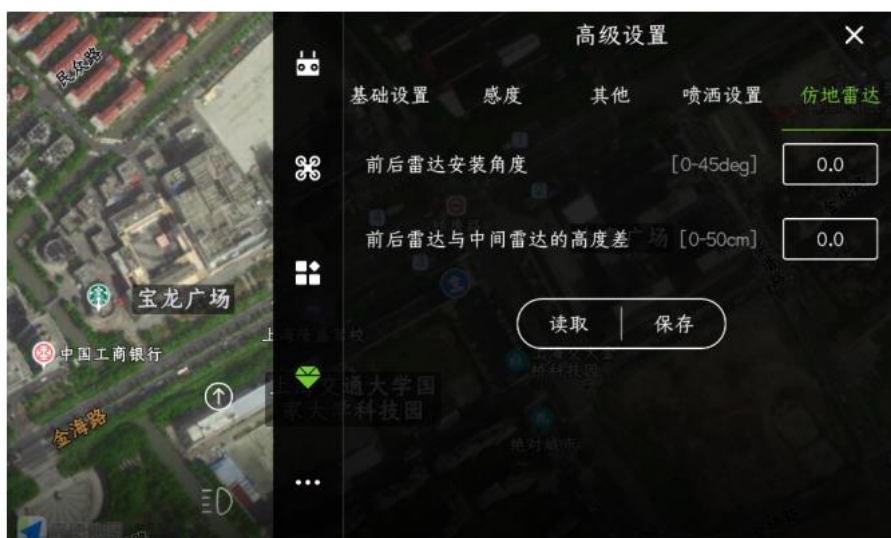 高级设置
基础设置 感度 其他 喷洒设置 仿地雷达
前后雷达安装角度 [0-45deg] 0.0
前后雷达与中间雷达的高度差 [0-50cm] 0.0
读取 保存
民众路
宝龙广场
中国工商银行
金海路
上海交通大学国
家大学科技园